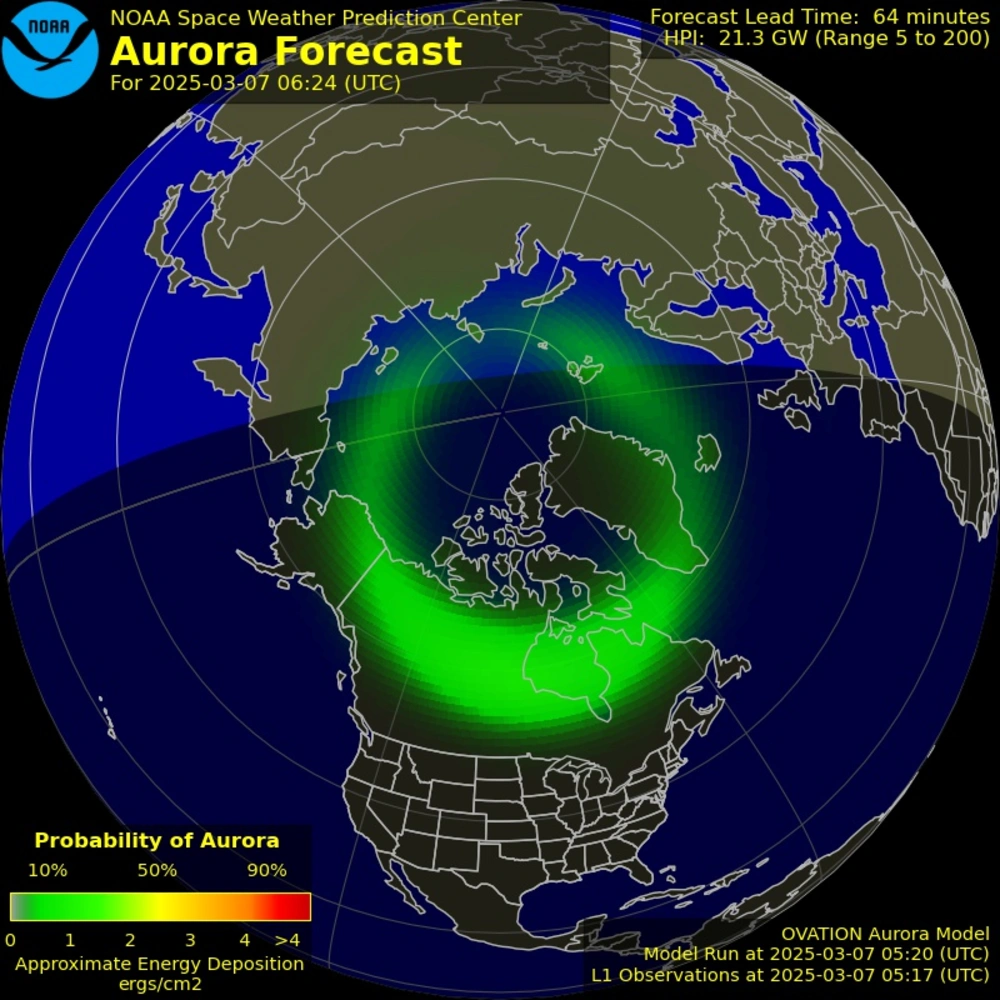 NOAA
NOAA Space Weather Prediction Center
Aurora Forecast
For 2025-03-07 06:24 (UTC)
Forecast Lead Time: 64 minutes
HPI: 21.3 GW (Range 5 to 200)
Probability of Aurora
10% 50% 90%
0 1 2 3 4 >4
Approximate Energy Deposition
ergs/cm2
OVATION Aurora Model
Model Run at 2025-03-07 05:20 (UTC)
L1 Observations at 2025-03-07 05:17 (UTC)